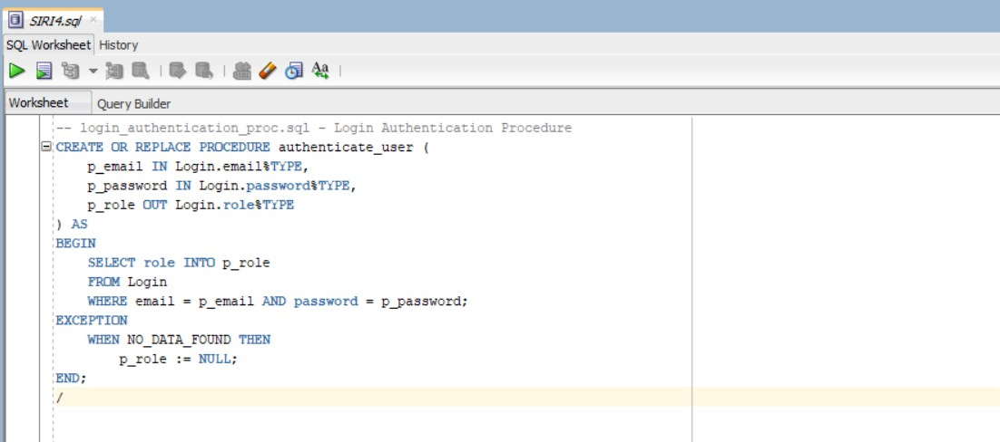 SIRI4.sql
SQL Worksheet History
Aa
Worksheet Query Builder
-- login_authentication_proc.sql - Login Authentication Procedure
CREATE OR REPLACE PROCEDURE authenticate_user (
    p_email IN Login.email%TYPE,
    p_password IN Login.password%TYPE,
    p_role OUT Login.role%TYPE
) AS
BEGIN
    SELECT role INTO p_role
    FROM Login
    WHERE email = p_email AND password = p_password;
EXCEPTION
    WHEN NO_DATA_FOUND THEN
        p_role := NULL;
END;
/